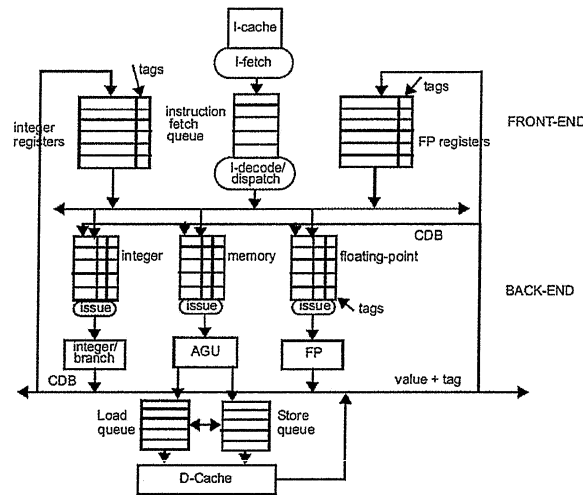 I-cache
I-fetch
tags
integer
registers
instruction
fetch
queue
tags
FP registers
FRONT-END
I-decode/
dispatch
CDB
integer
memory
floating-point
BACK-END
issue
issue
issue
tags
integer/
branch
AGU
FP
CDB
value + tag
Load
queue
Store
queue
D-Cache